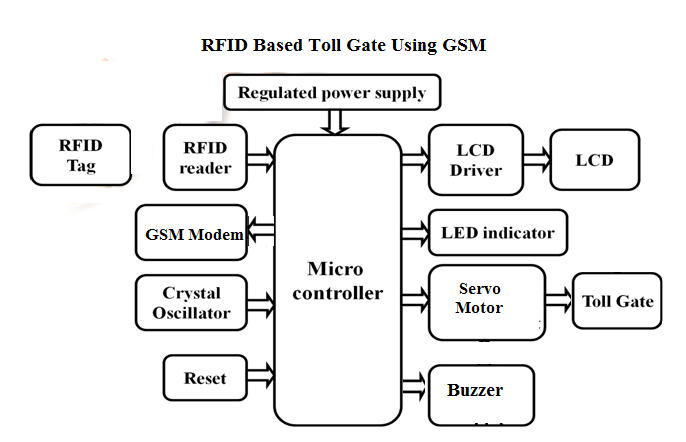 RFID Based Toll Gate Using GSM
Regulated power supply
RFID
Tag
RFID
reader
LCD
Driver
LCD
GSM Modem
LED indicator
Micro
controller
Crystal
Oscillator
Servo
Motor
Toll Gate
Reset
Buzzer